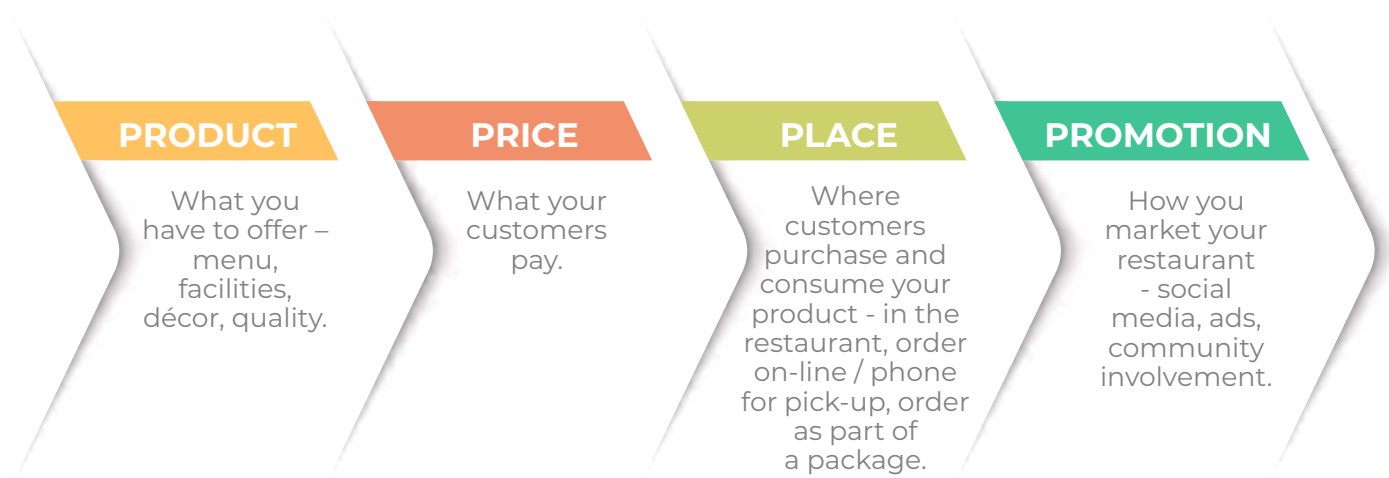 PRODUCT
What you
have to offer –
menu,
facilities,
décor, quality.
PRICE
What your
customers
pay.
PLACE
Where
customers
purchase and
consume your
product - in the
restaurant, order
on-line / phone
for pick-up, order
as part of
a package.
PROMOTION
How you
market your
restaurant
- social
media, ads,
community
involvement.